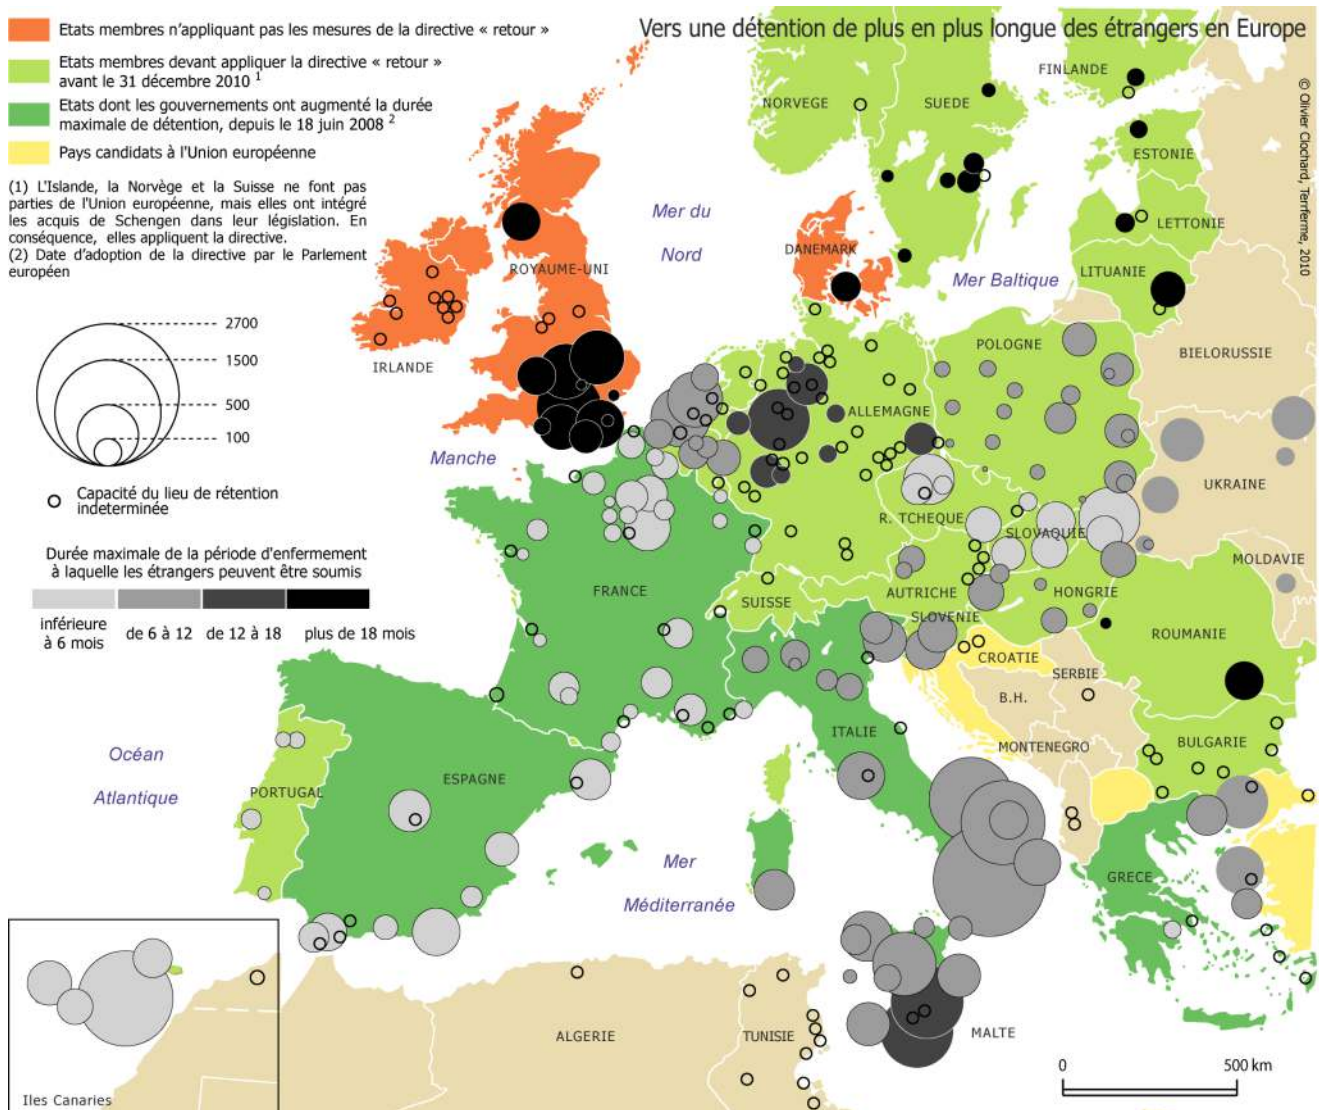 Vers une détention de plus en plus longue des étrangers en Europe
Etats membres n'appliquant pas les mesures de la directive « retour »
Etats membres devant appliquer la directive « retour »
avant le 31 décembre 2010 1
Etats dont les gouvernements ont augmenté la durée
maximale de détention, depuis le 18 juin 2008 2
Pays candidats à l'Union européenne
(1) L'Islande, la Norvège et la Suisse ne font pas
parties de l'Union européenne, mais elles ont intégré
les acquis de Schengen dans leur législation. En
conséquence, elles appliquent la directive.
(2) Date d'adoption de la directive par le Parlement
européen
2700
1500
500
100
Capacité du lieu de rétention
indeterminée
Durée maximale de la période d'enfermement
à laquelle les étrangers peuvent être soumis
inférieure
à 6 mois
de 6 à 12
de 12 à 18
plus de 18 mois
© Olivier Clochard, Terrferme, 2010
NORVEGE
SUEDE
FINLANDE
ESTONIE
LETTONIE
LITUANIE
Mer du
Nord
DANEMARK
Mer Baltique
ROYAUME-UNI
IRLANDE
POLOGNE
BIELORUSSIE
ALLEMAGNE
Manche
UKRAINE
R. TCHEQUE
SLOVAQUIE
MOLDAVIE
FRANCE
SUISSE
AUTRICHE
HONGRIE
SLOVENIE
ROUMANIE
CROATIE
SERBIE
B.H.
ITALIE
MONTENEGRO
BULGARIE
Océan
Atlantique
PORTUGAL
ESPAGNE
Mer
Méditerranée
GRECE
ALGERIE
TUNISIE
MALTE
Iles Canaries
0
500 km